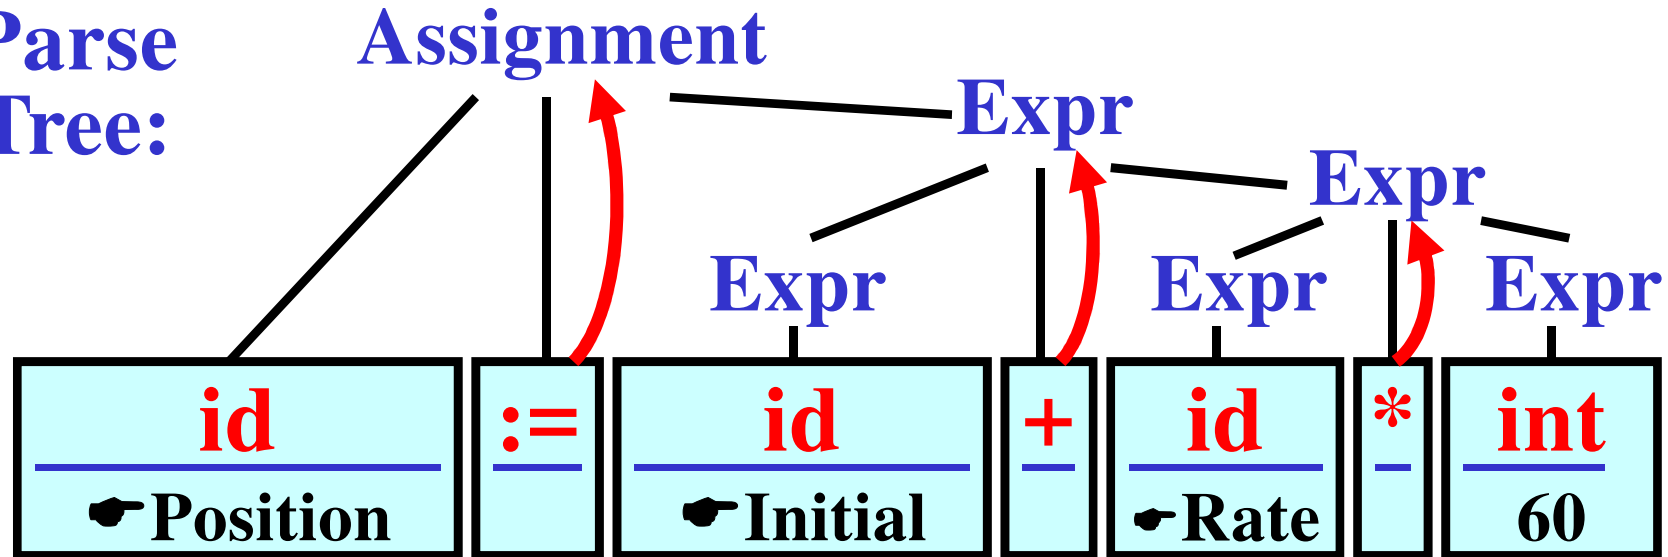 Parse
Tree:
Assignment
Expr
Expr
Expr
Expr
Expr
id := id + id * int
☛Position ☛Initial ☛Rate 60